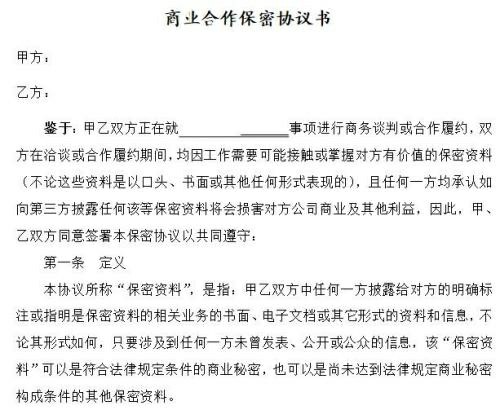 商业合作保密协议书
甲方：
乙方：
鉴于：甲乙双方正在就__________________事项进行商务谈判或合作履约，双
方在洽谈或合作履约期间，均因工作需要可能接触或掌握对方有价值的保密资料
（不论这些资料是以口头、书面或其他任何形式表现的），且任何一方均承认如
向第三方披露任何该等保密资料将会损害对方公司商业及其他利益，因此，甲、
乙双方同意签署本保密协议以共同遵守：
第一条　定义
本协议所称“保密资料”，是指：甲乙双方中任何一方披露给对方的明确标
注或指明是保密资料的相关业务的书面、电子文档或其它形式的资料和信息，不
论其形式如何，只要涉及到任何一方未曾发表、公开或公众的信息，该“保密资
料”可以是符合法律规定条件的商业秘密，也可以是尚未达到法律规定商业秘密
构成条件的其他保密资料。